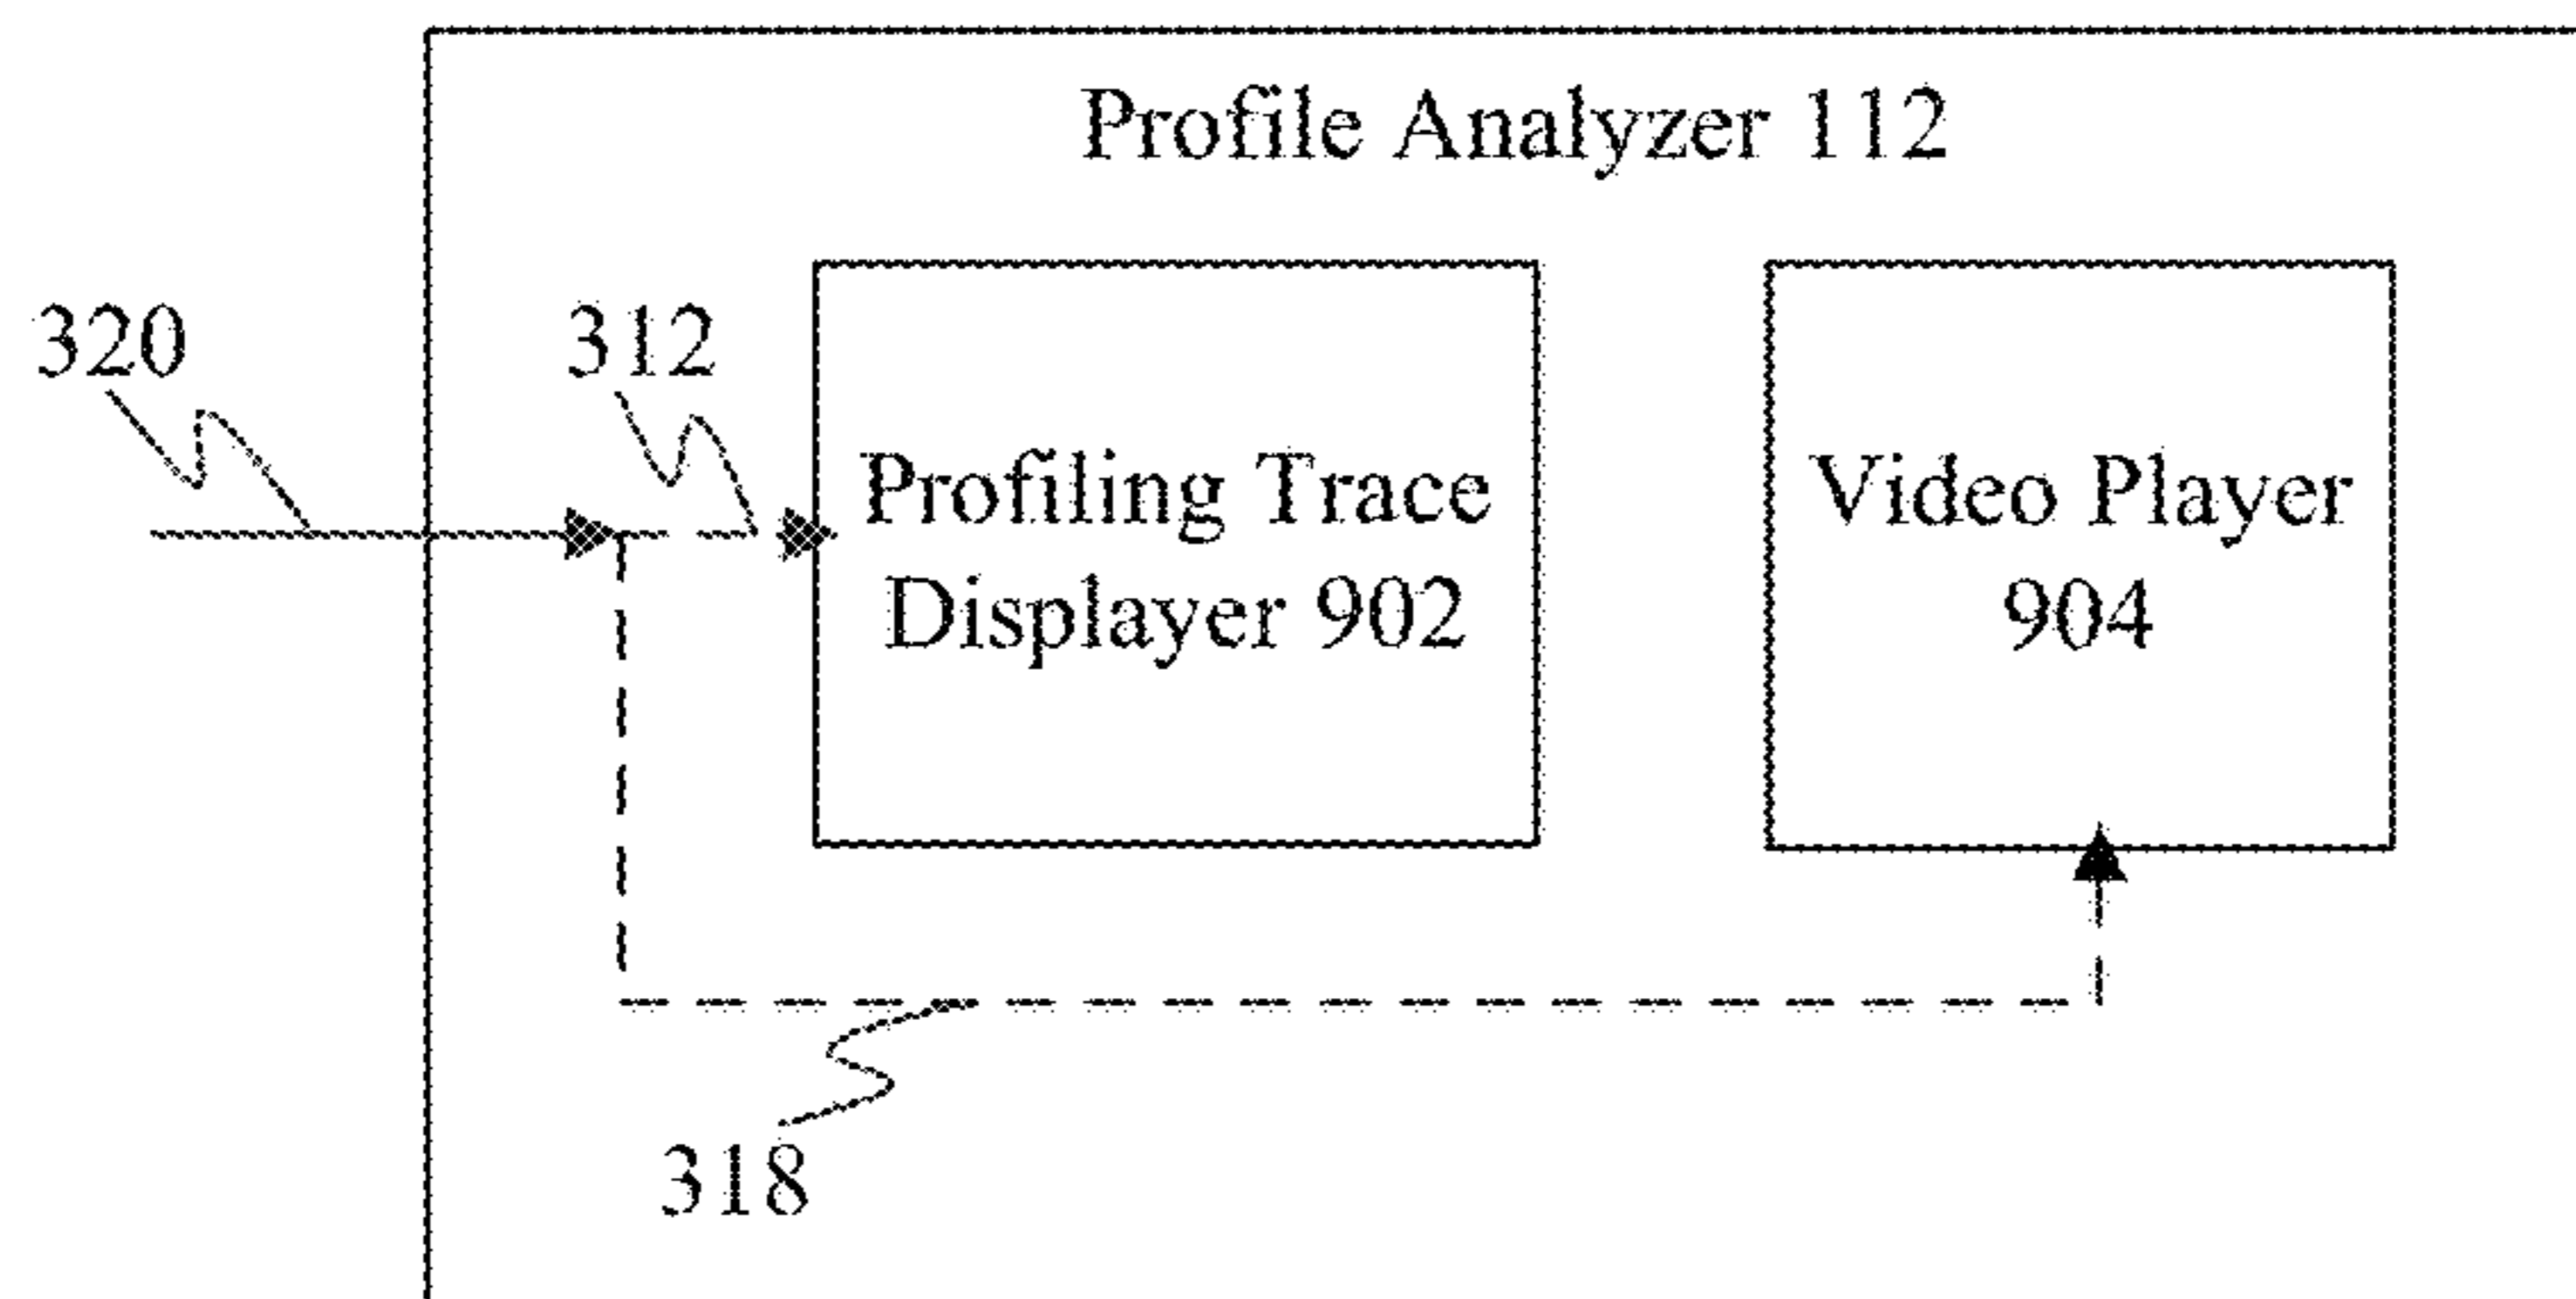 Profile Analyzer 112
320
312
Profiling Trace
Displayer 902
Video Player
904
318